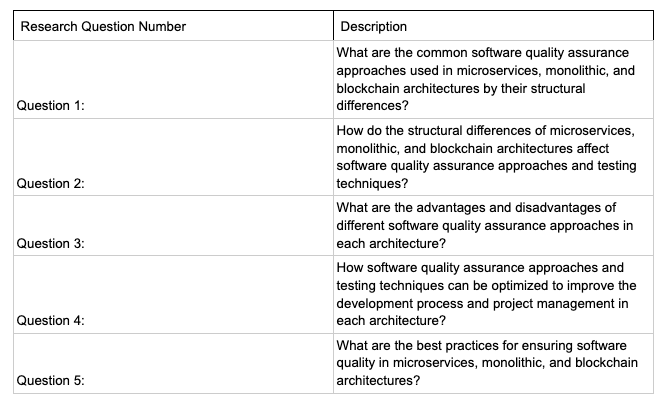 Research Question Number
Description
Question 1:
What are the common software quality assurance
approaches used in microservices, monolithic, and
blockchain architectures by their structural
differences?
Question 2:
How do the structural differences of microservices,
monolithic, and blockchain architectures affect
software quality assurance approaches and testing
techniques?
Question 3:
What are the advantages and disadvantages of
different software quality assurance approaches in
each architecture?
Question 4:
How software quality assurance approaches and
testing techniques can be optimized to improve the
development process and project management in
each architecture?
Question 5:
What are the best practices for ensuring software
quality in microservices, monolithic, and blockchain
architectures?